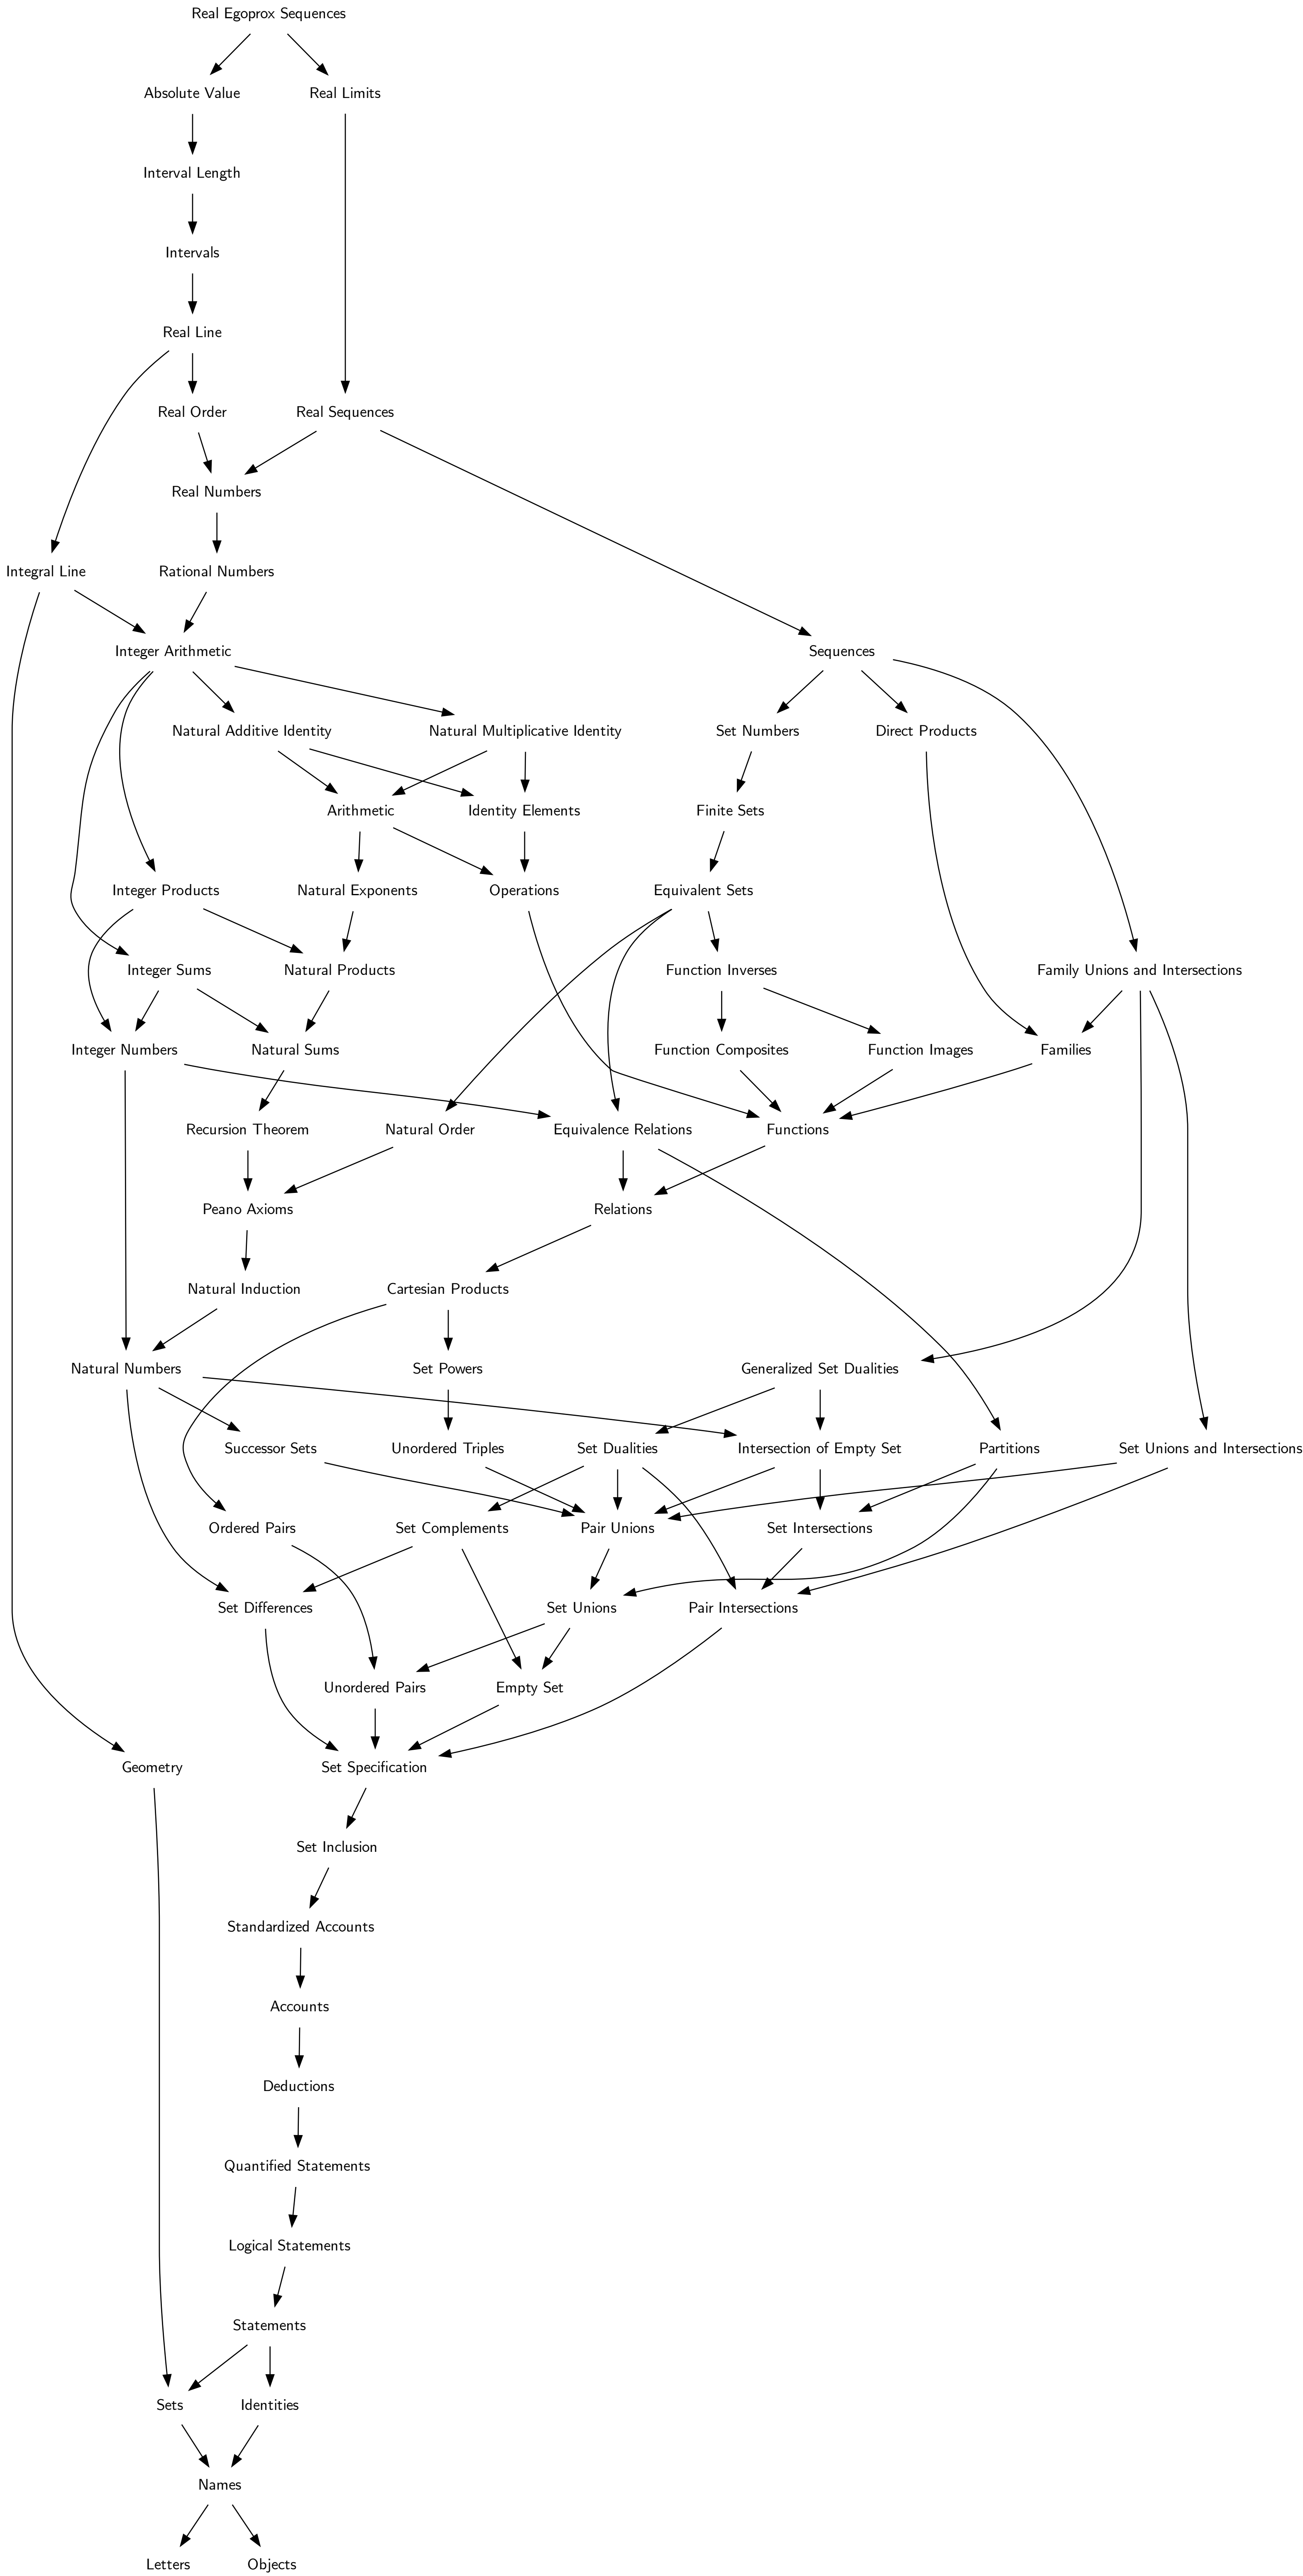 Real Egoprox Sequences
Absolute Value
Real Limits
Interval Length
Intervals
Real Line
Real Order
Real Sequences
Real Numbers
Integral Line
Rational Numbers
Integer Arithmetic
Sequences
Natural Additive Identity
Natural Multiplicative Identity
Set Numbers
Direct Products
Arithmetic
Identity Elements
Finite Sets
Integer Products
Natural Exponents
Operations
Equivalent Sets
Integer Sums
Natural Products
Function Inverses
Family Unions and Intersections
Integer Numbers
Natural Sums
Function Composites
Function Images
Families
Recursion Theorem
Natural Order
Equivalence Relations
Functions
Peano Axioms
Relations
Natural Induction
Cartesian Products
Natural Numbers
Set Powers
Generalized Set Dualities
Successor Sets
Unordered Triples
Set Dualities
Intersection of Empty Set
Partitions
Set Unions and Intersections
Ordered Pairs
Set Complements
Pair Unions
Set Intersections
Set Differences
Set Unions
Pair Intersections
Unordered Pairs
Empty Set
Geometry
Set Specification
Set Inclusion
Standardized Accounts
Accounts
Deductions
Quantified Statements
Logical Statements
Statements
Sets
Identities
Names
Letters
Objects